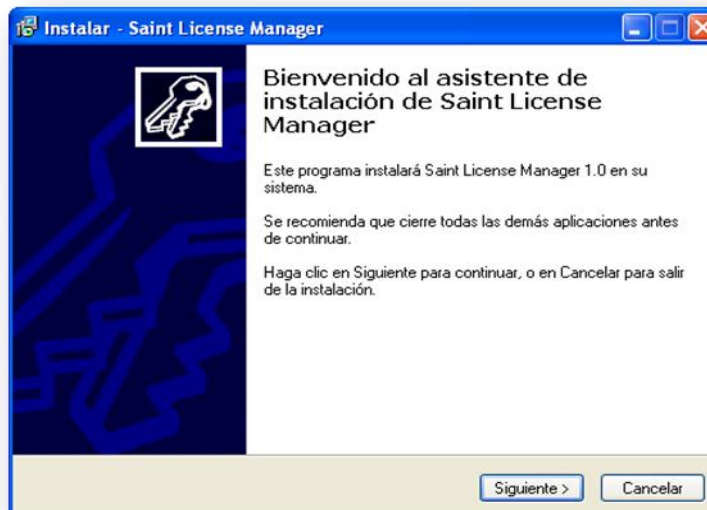 Instalar - Saint License Manager
Bienvenido al asistente de
instalación de Saint License
Manager
Este programa instalará Saint License Manager 1.0 en su
sistema.
Se recomienda que cierre todas las demás aplicaciones antes
de continuar.
Haga clic en Siguiente para continuar, o en Cancelar para salir
de la instalación.
Siguiente >
Cancelar